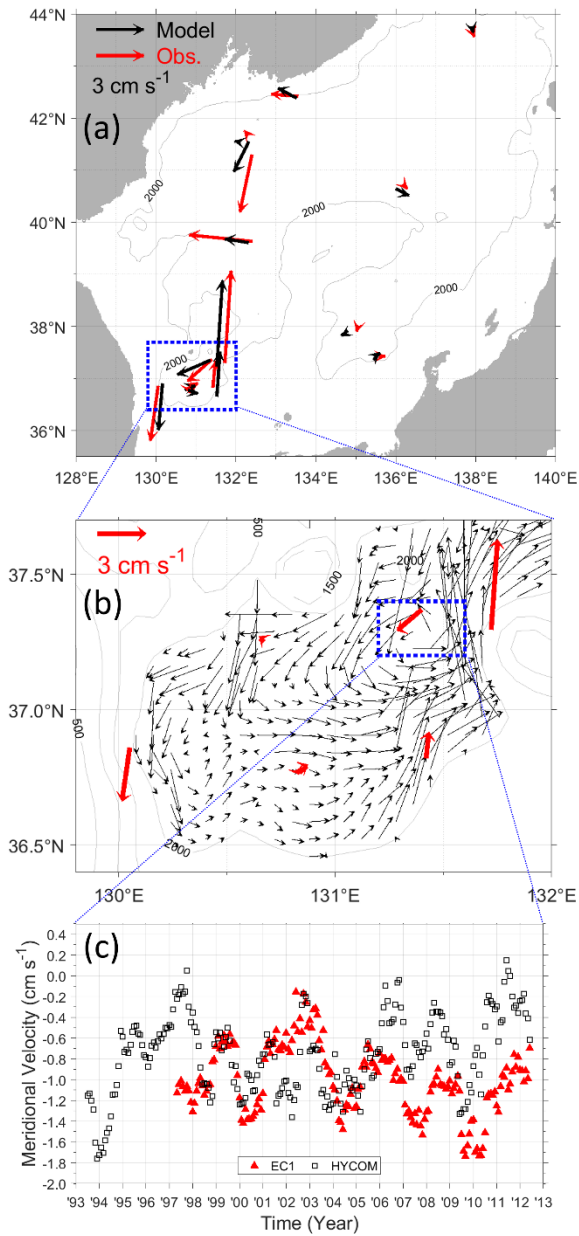 44°N
Model
Obs.
3 cm s⁻¹
42°N
(a)
2000
40°N
2000
2000
38°N
2000
36°N
128°E 130°E 132°E 134°E 136°E 138°E 140°E
500
3 cm s⁻¹
37.5°N
1500
2000
(b)
37.0°N
500
36.5°N
2000
130°E 131°E 132°E
Meridional Velocity (cm s⁻¹)
0.4
(c)
0.2
0.0
-0.2
-0.4
-0.6
-0.8
-1.0
-1.2
-1.4
-1.6
-1.8
EC1 HYCOM
-2.0
'93 '94 '95 '96 '97 '98 '99 '00 '01 '02 '03 '04 '05 '06 '07 '08 '09 '10 '11 '12 '13
Time (Year)